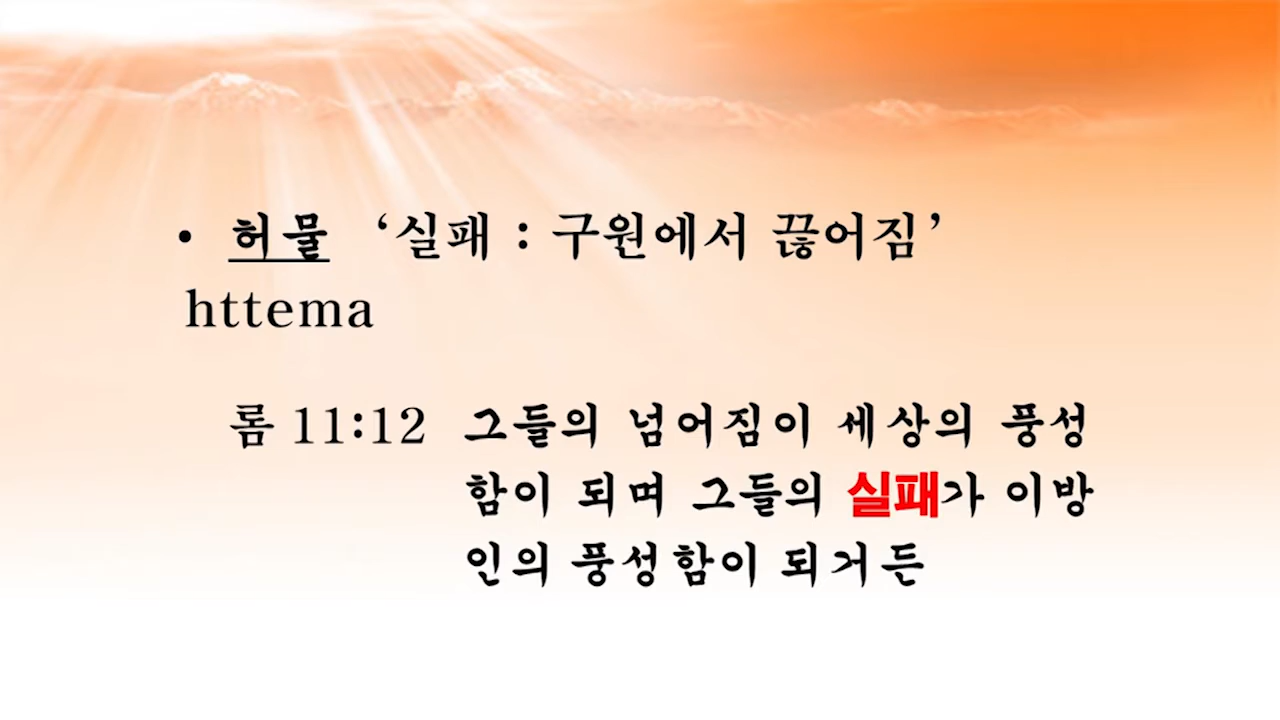 • 허물 ‘실패 : 구원에서 끊어짐’
httema
롬 11:12 그들의 넘어짐이 세상의 풍성
함이 되며 그들의 실패가 이방
인의 풍성함이 되거든